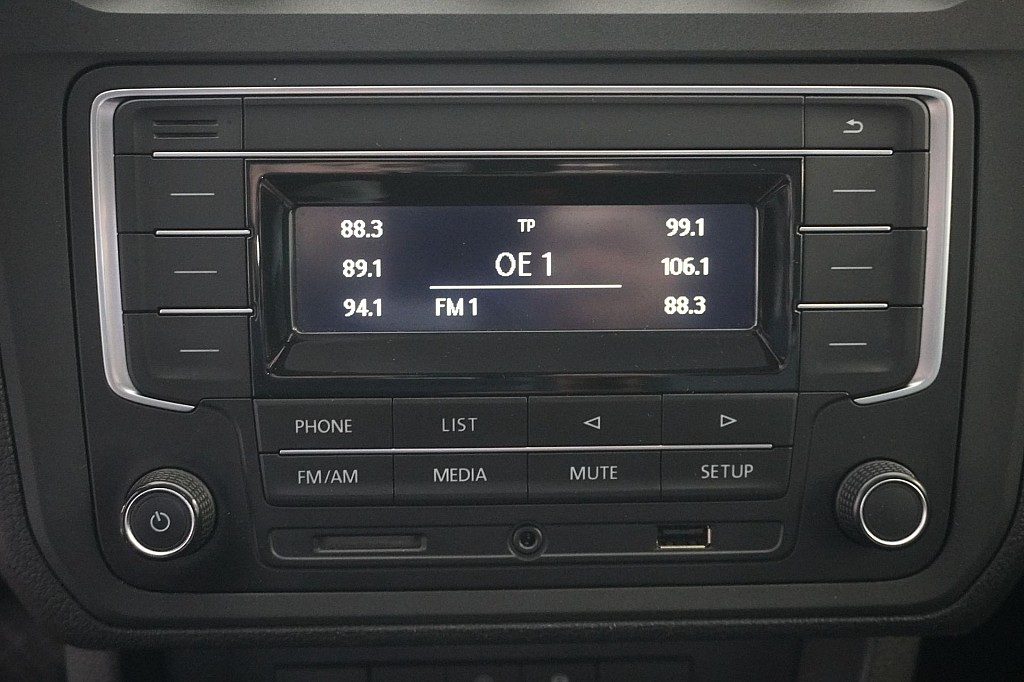 88.3 TP 99.1
89.1 OE 1 106.1
94.1 FM 1 88.3
PHONE LIST
FM/AM MEDIA MUTE SETUP